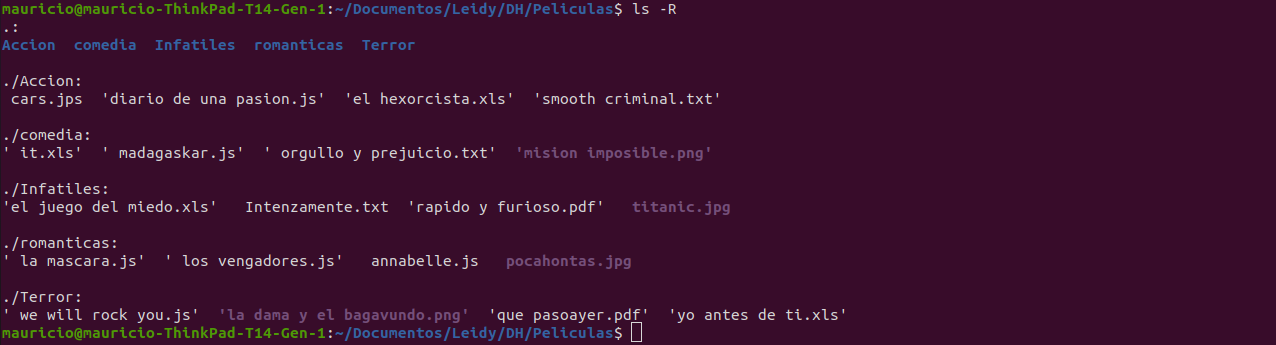 mauricio@mauricio-ThinkPad-T14-Gen-1:~/Documentos/Leidy/DH/Peliculas$ ls -R
.:
Accion  comedia  Infatiles  romanticas  Terror
./Accion:
 cars.jps  'diario de una pasion.js'  'el hexorcista.xls'  'smooth criminal.txt'
./comedia:
' it.xls'  ' madagaskar.js'  ' orgullo y prejuicio.txt'  'mision imposible.png'
./Infatiles:
'el juego del miedo.xls'   Intenzamente.txt  'rapido y furioso.pdf'   titanic.jpg
./romanticas:
' la mascara.js'  ' los vengadores.js'   annabelle.js   pocahontas.jpg
./Terror:
' we will rock you.js'  'la dama y el bagavundo.png'  'que pasoayer.pdf'  'yo antes de ti.xls'
mauricio@mauricio-ThinkPad-T14-Gen-1:~/Documentos/Leidy/DH/Peliculas$